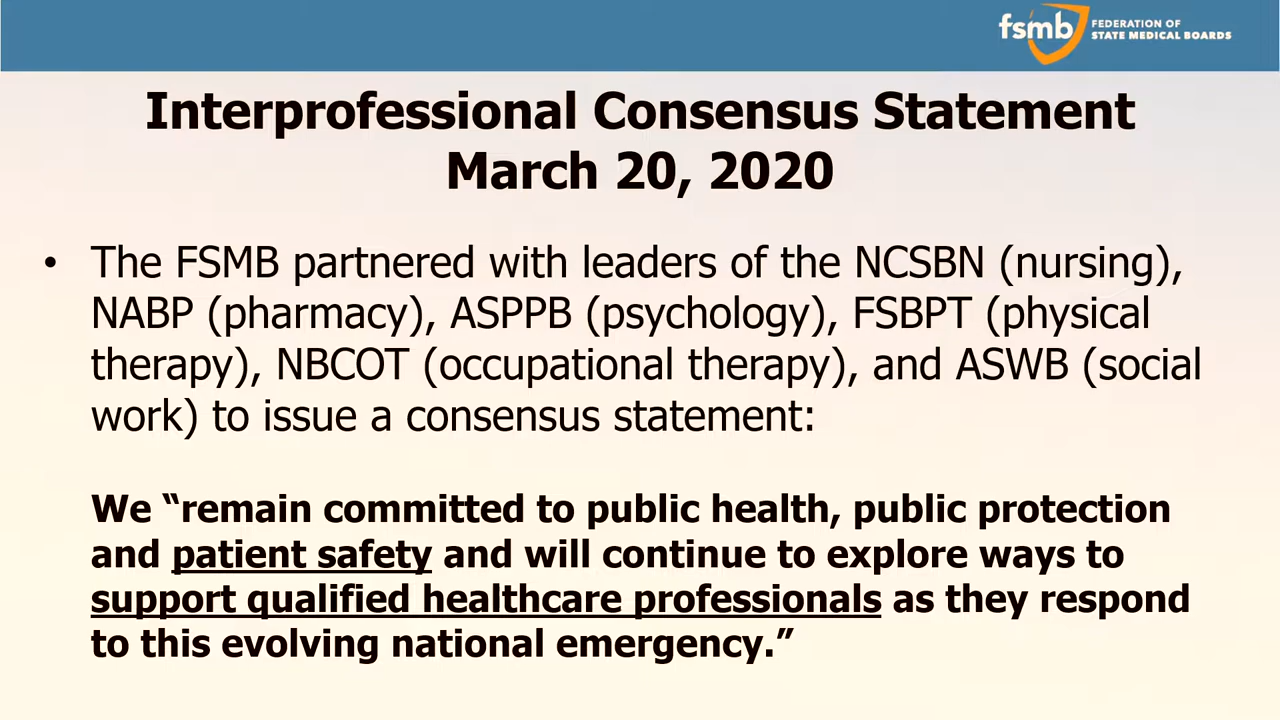 fsmb FEDERATION OF
STATE MEDICAL BOARDS
Interprofessional Consensus Statement
March 20, 2020
• The FSMB partnered with leaders of the NCSBN (nursing),
NABP (pharmacy), ASPPB (psychology), FSBPT (physical
therapy), NBCOT (occupational therapy), and ASWB (social
work) to issue a consensus statement:
We “remain committed to public health, public protection
and patient safety and will continue to explore ways to
support qualified healthcare professionals as they respond
to this evolving national emergency.”